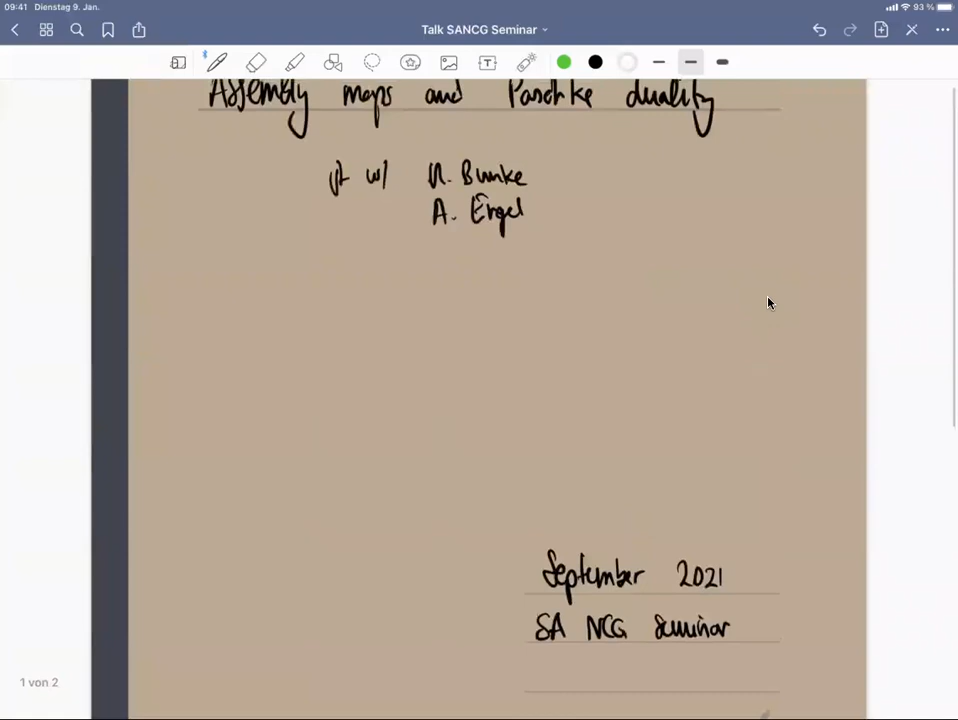 09:41 Dienstag 9. Jan. 93 %
Talk SANCG Seminar
Assembly maps and Paschke duality
jt w/ U. Bunke
A. Engel
September 2021
SA NCG Seminar
1 von 2